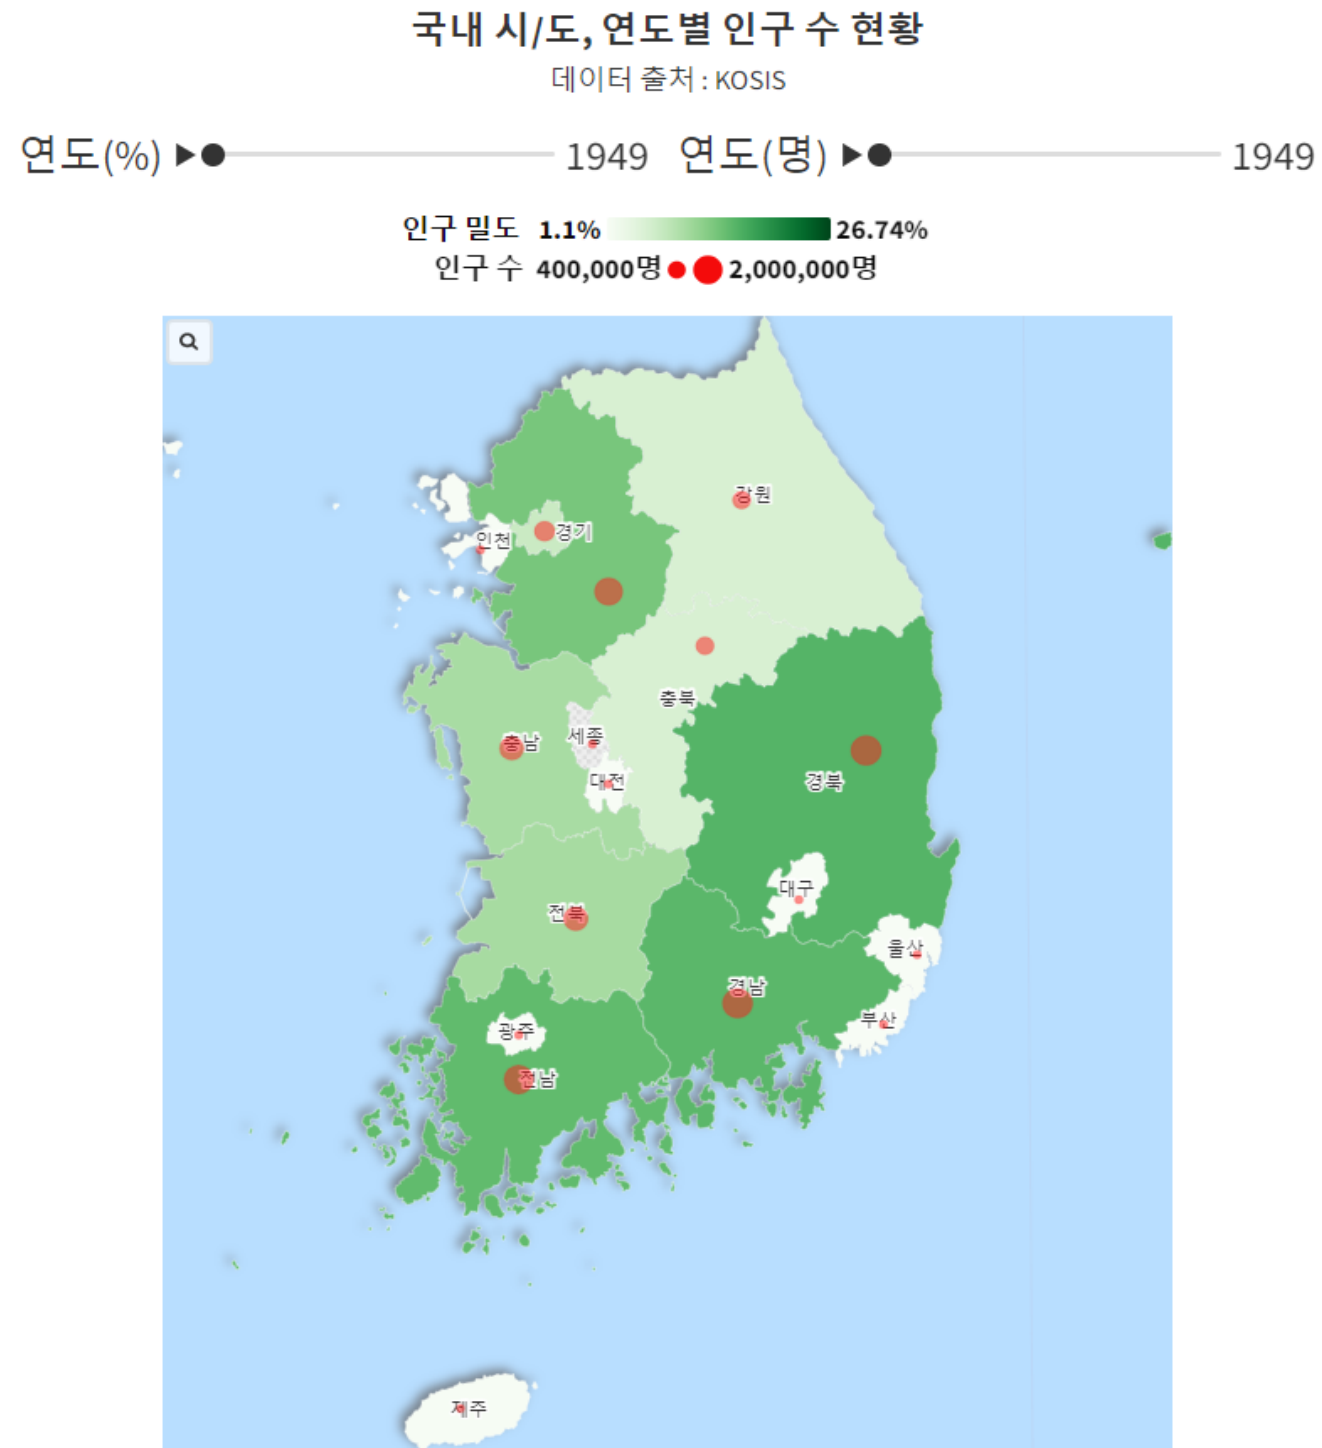 국내 시/도, 연도별 인구 수 현황
데이터 출처 : KOSIS
연도(%) 1949 연도(명) 1949
인구 밀도 1.1% 26.74%
인구 수 400,000명 2,000,000명
강원
인천 경기
충북
세종
충남
대전
경북
대구
전북
울산
경남
부산
광주
전남
제주